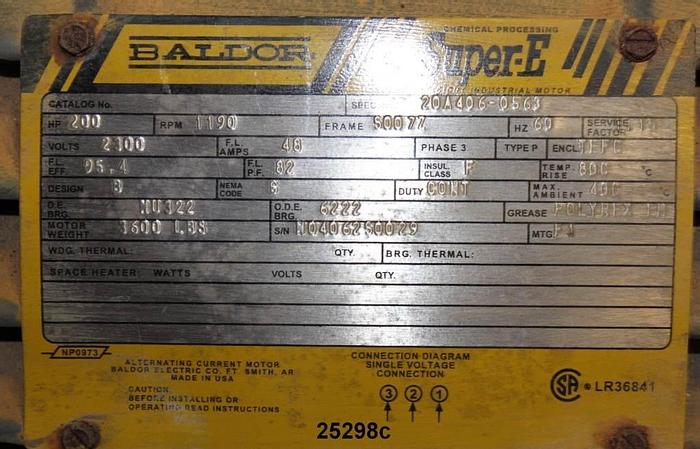 CHEMICAL PROCESSING
BALDOR SUPER-E
INDUSTRIAL MOTOR
CATALOG No. SPEC. 20A406-0563
HP 200 RPM 1190 FRAME 500 HZ 60 SERVICE FACTOR
VOLTS 2300 F.L. AMPS 48 PHASE 3 TYPE P ENCL TEFC
F.L. EFF. 95.4 F.L. P.F. 82 INSUL. CLASS F TEMP. RISE 80C °C
DESIGN B NEMA CODE DUTY CONT MAX. AMBIENT 40C
D.E. BRG. NU322 O.D.E. BRG. 6222 GREASE POLYREX EM
MOTOR WEIGHT 3600 LBS S/N MTG. F1
WDG. THERMAL: QTY. BRG. THERMAL:
SPACE HEATER: WATTS VOLTS QTY.
NP0973
ALTERNATING CURRENT MOTOR
BALDOR ELECTRIC CO. FT. SMITH, AR
MADE IN USA
CAUTION:
BEFORE INSTALLING OR
OPERATING READ INSTRUCTIONS
CONNECTION DIAGRAM
SINGLE VOLTAGE
CONNECTION
3 2 1
SA ® LR36841
25298c